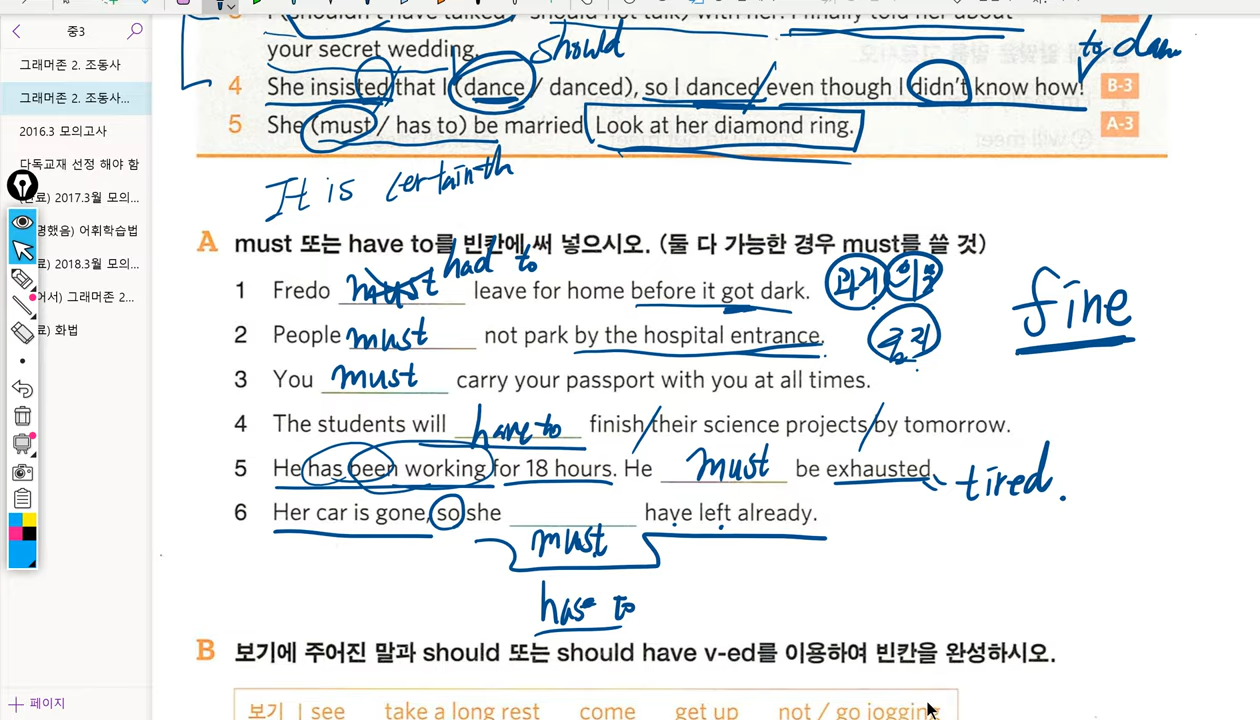 중3
그래머존 2. 조동사
그래머존 2. 조동사...
2016.3 모의고사
다독교재 선정 해야 함
료) 2017.3월 모의...
명했음) 어휘학습법
료) 2018.3월 모의...
어서) 그래머존 2...
료) 화법
페이지
(shouldn't have talked / should not talk) with her. I finally told her about
your secret wedding.
should
to dance
4 She insisted that I (dance / danced), so I danced even though I didn't know how! B-3
5 She (must / has to) be married. Look at her diamond ring. A-3
It is certain th
A must 또는 have to를 빈칸에 써 넣으시오. (둘 다 가능한 경우 must를 쓸 것)
had to
1 Fredo must leave for home before it got dark. 과거 의무
fine
2 People must not park by the hospital entrance. 금지
3 You must carry your passport with you at all times.
4 The students will have to finish their science projects by tomorrow.
5 He has been working for 18 hours. He must be exhausted. tired.
6 Her car is gone, so she have left already.
must
has to
B 보기에 주어진 말과 should 또는 should have v-ed를 이용하여 빈칸을 완성하시오.
보기 | see take a long rest come get up not / go jogging